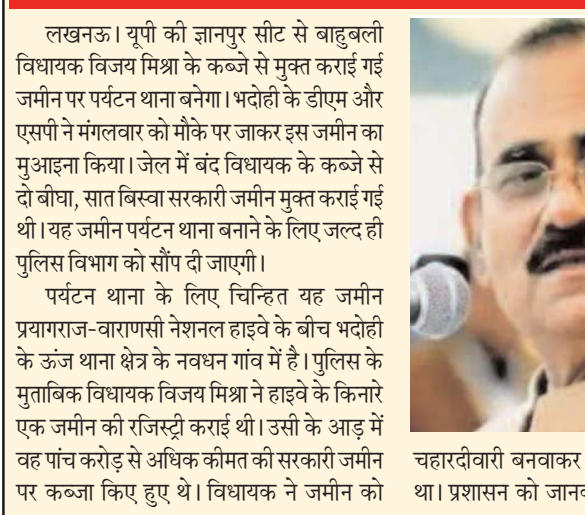 लखनऊ। यूपी की ज्ञानपुर सीट से बाहुबली
विधायक विजय मिश्रा के कब्जे से मुक्त कराई गई
जमीन पर पर्यटन थाना बनेगा। भदोही के डीएम और
एसपी ने मंगलवार को मौके पर जाकर इस जमीन का
मुआइना किया। जेल में बंद विधायक के कब्जे से
दो बीघा, सात बिस्वा सरकारी जमीन मुक्त कराई गई
थी। यह जमीन पर्यटन थाना बनाने के लिए जल्द ही
पुलिस विभाग को सौंप दी जाएगी।
पर्यटन थाना के लिए चिन्हित यह जमीन
प्रयागराज-वाराणसी नेशनल हाइवे के बीच भदोही
के ऊंज थाना क्षेत्र के नवधन गांव में है। पुलिस के
मुताबिक विधायक विजय मिश्रा ने हाइवे के किनारे
एक जमीन की रजिस्ट्री कराई थी। उसी के आड़ में
वह पांच करोड़ से अधिक कीमत की सरकारी जमीन
पर कब्जा किए हुए थे। विधायक ने जमीन को
चहारदीवारी बनवाकर
था। प्रशासन को